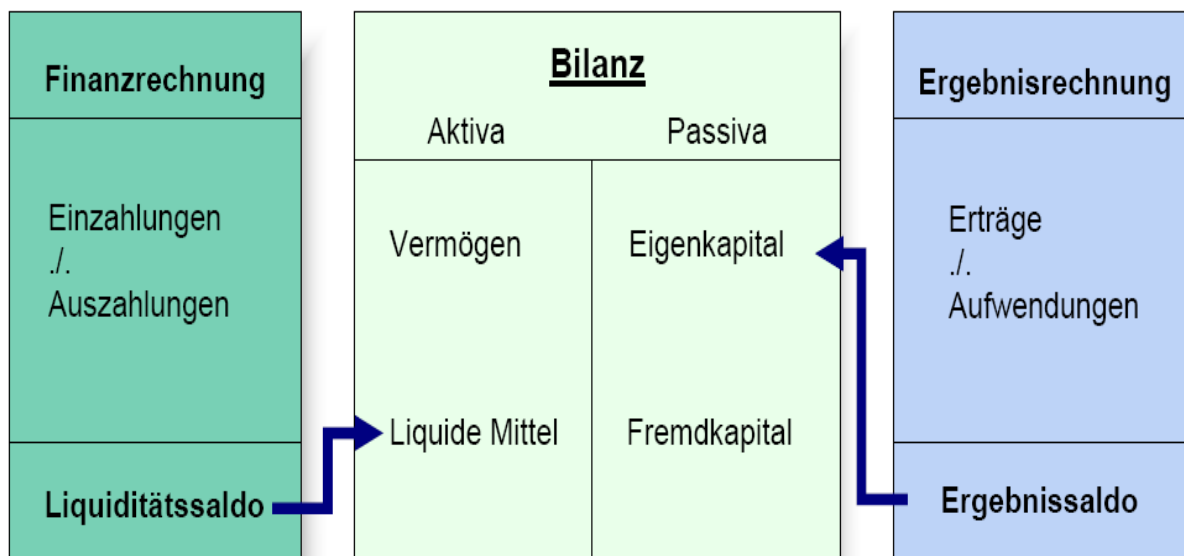 Finanzrechnung
Einzahlungen
./.
Auszahlungen
Liquiditätssaldo
Bilanz
Aktiva Passiva
Vermögen Eigenkapital
Liquide Mittel Fremdkapital
Ergebnisrechnung
Erträge
./.
Aufwendungen
Ergebnissaldo